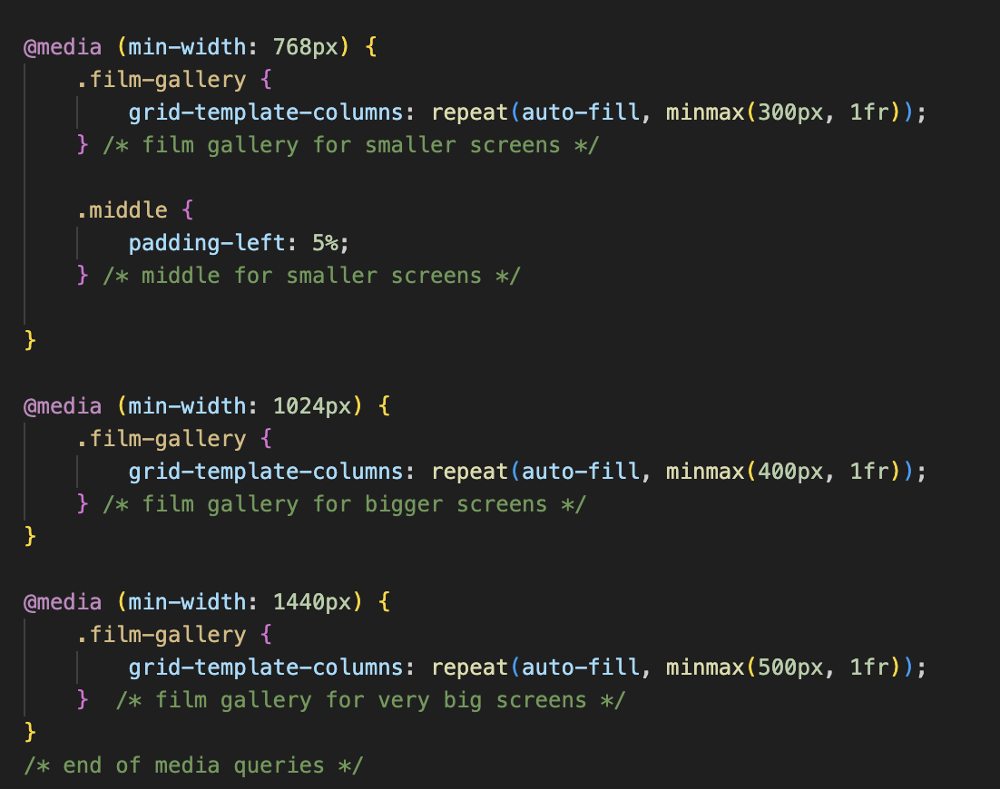 @media (min-width: 768px) {
    .film-gallery {
        grid-template-columns: repeat(auto-fill, minmax(300px, 1fr));
    } /* film gallery for smaller screens */

    .middle {
        padding-left: 5%;
    } /* middle for smaller screens */

}

@media (min-width: 1024px) {
    .film-gallery {
        grid-template-columns: repeat(auto-fill, minmax(400px, 1fr));
    } /* film gallery for bigger screens */
}

@media (min-width: 1440px) {
    .film-gallery {
        grid-template-columns: repeat(auto-fill, minmax(500px, 1fr));
    }  /* film gallery for very big screens */
}
/* end of media queries */